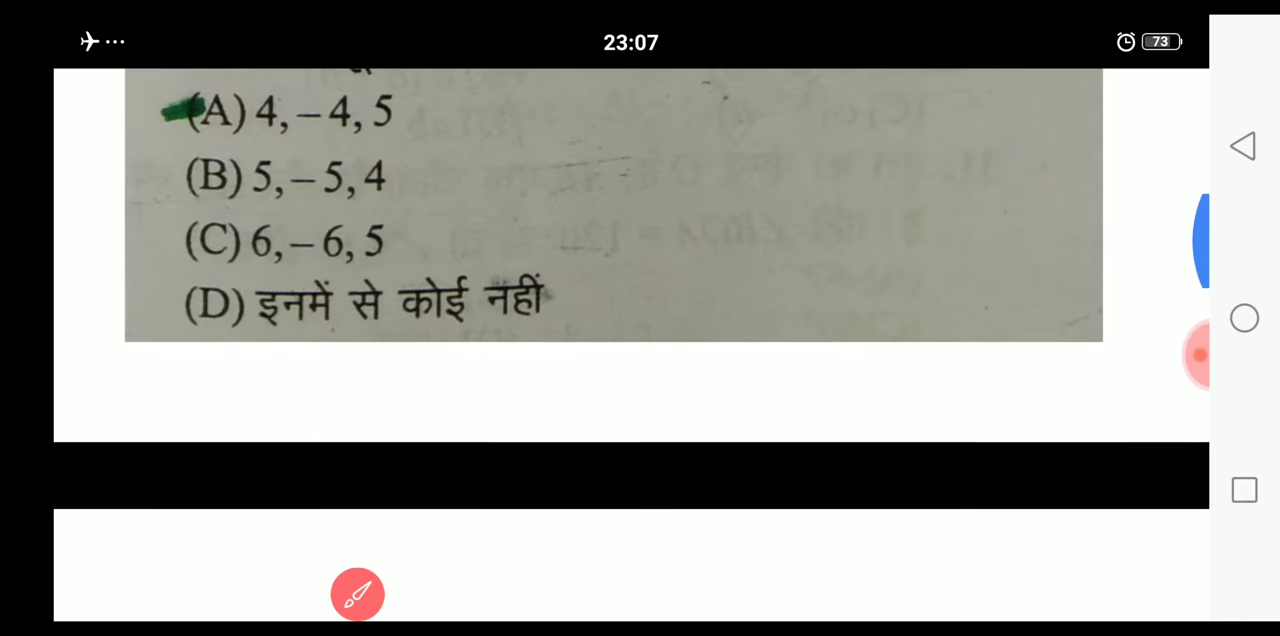 23:07
73
(A) 4, – 4, 5
(B) 5, – 5, 4
(C) 6, – 6, 5
(D) इनमें से कोई नहीं